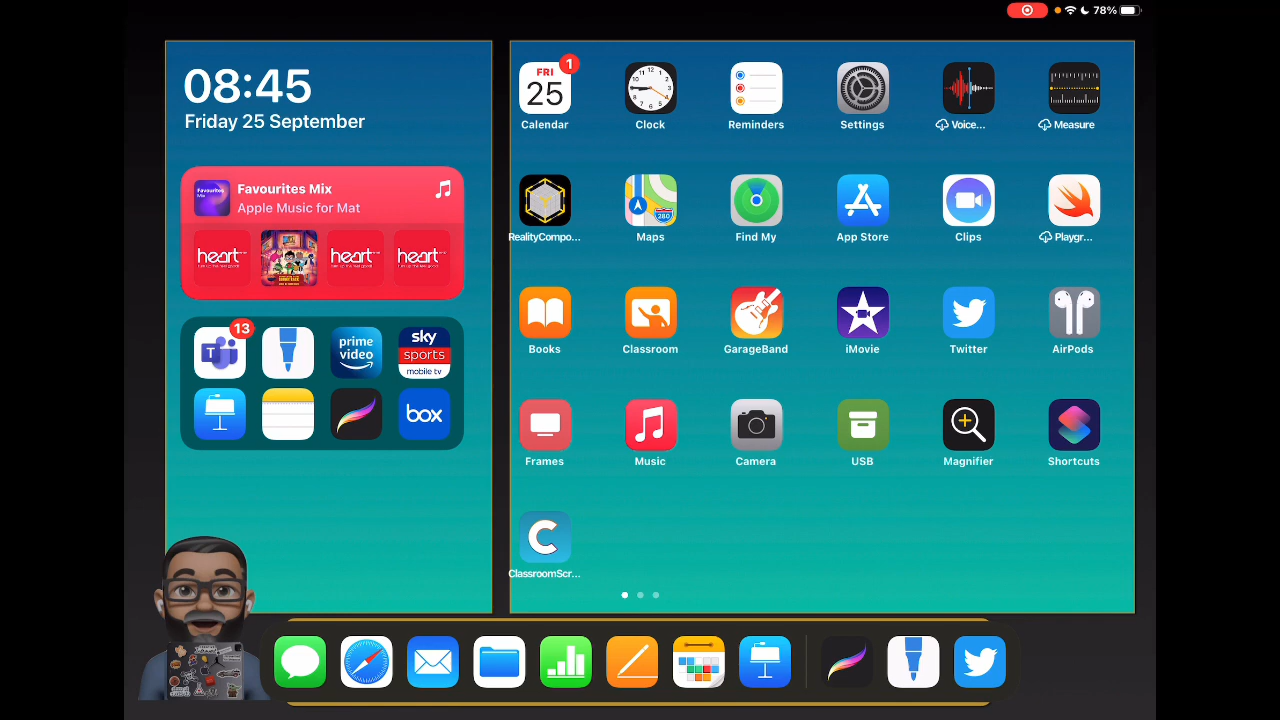 78%
08:45
Friday 25 September
Favourites Mix
Apple Music for Mat
Favourites
Mix
heart
heart
heart
13
T
prime
video
sky
sports
mobile tv
box
FRI
25
1
Calendar
Clock
Reminders
Settings
Voice...
Measure
RealityCompo...
Maps
Find My
App Store
Clips
Playgr...
Books
Classroom
GarageBand
iMovie
Twitter
AirPods
Frames
Music
Camera
USB
Magnifier
Shortcuts
C
ClassroomScr...